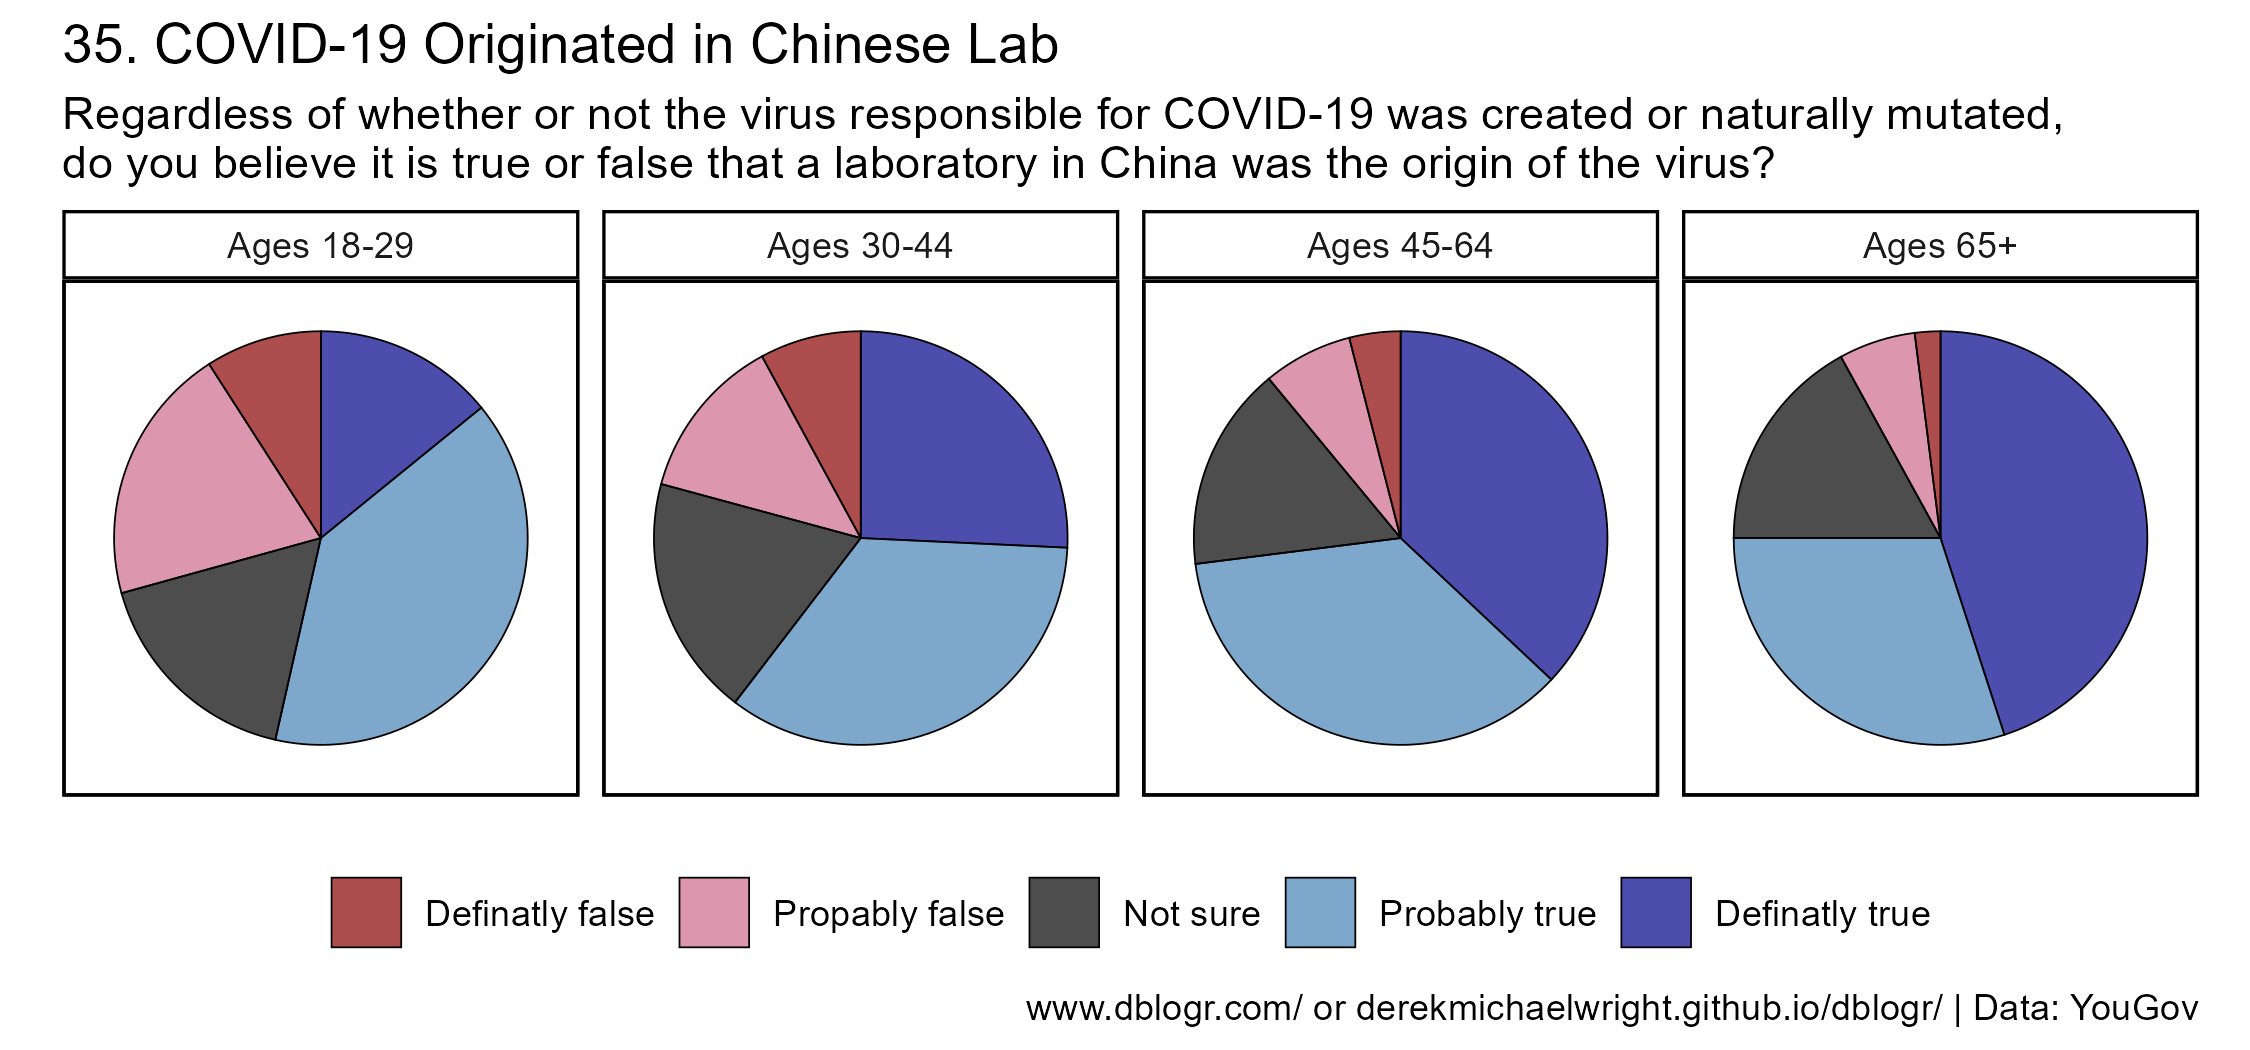 35. COVID-19 Originated in Chinese Lab
Regardless of whether or not the virus responsible for COVID-19 was created or naturally mutated,
do you believe it is true or false that a laboratory in China was the origin of the virus?
Ages 18-29
Ages 30-44
Ages 45-64
Ages 65+
Definatly false
Propably false
Not sure
Probably true
Definatly true
www.dblogr.com/ or derekmichaelwright.github.io/dblogr/ | Data: YouGov